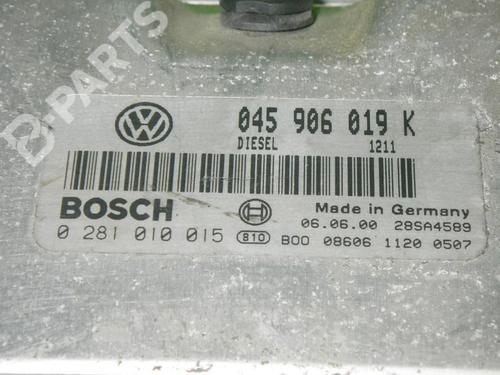 B-PARTS
045 906 019 K
DIESEL 1211
BOSCH
Made in Germany
06.06.00 28SA4589
0 281 010 015 810 B00 08606 1120 0507